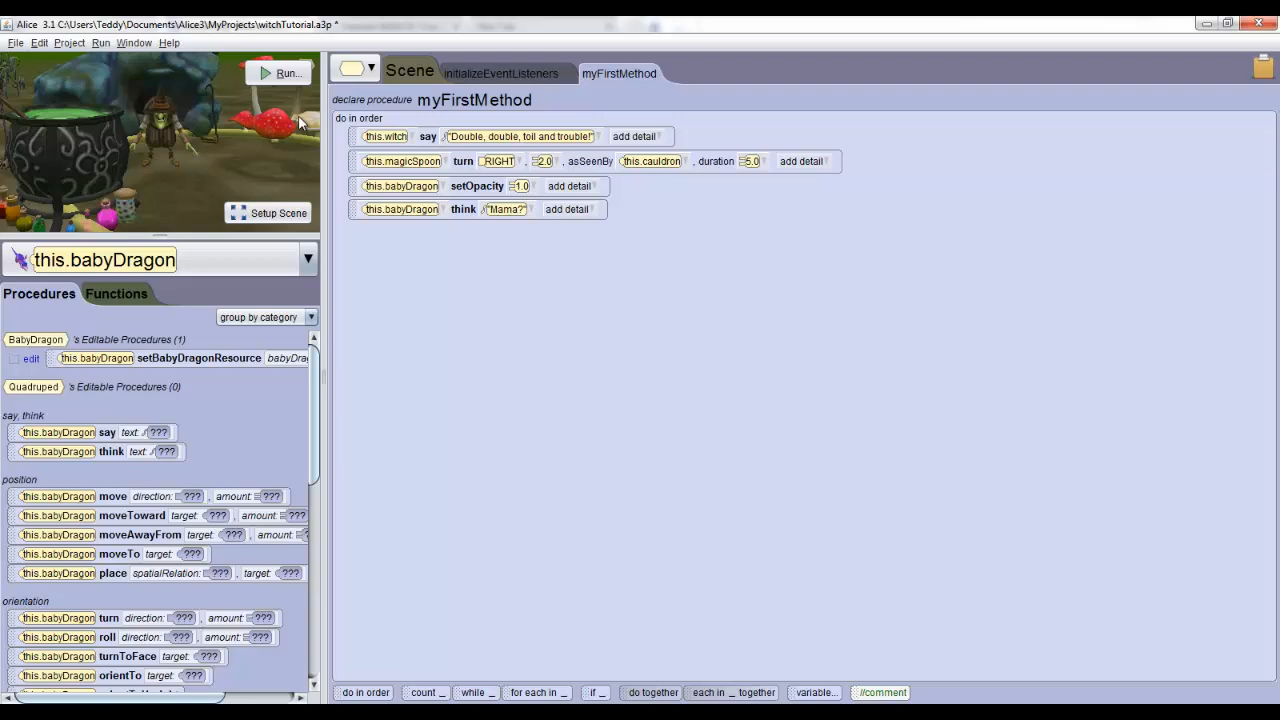 Alice 3.1 C:\Users\Teddy\Documents\Alice3\MyProjects\witchTutorial.a3p *
File Edit Project Run Window Help
Run...
Setup Scene
this.babyDragon
Procedures Functions
group by category
BabyDragon 's Editable Procedures (1)
edit this.babyDragon setBabyDragonResource babyDra
Quadruped 's Editable Procedures (0)
say, think
this.babyDragon say text: ???
this.babyDragon think text: ???
position
this.babyDragon move direction: ??? , amount: ???
this.babyDragon moveToward target: ??? , amount: ???
this.babyDragon moveAwayFrom target: ??? , amount: ?
this.babyDragon moveTo target: ???
this.babyDragon place spatialRelation: ??? , target: ???
orientation
this.babyDragon turn direction: ??? , amount: ???
this.babyDragon roll direction: ??? , amount: ???
this.babyDragon turnToFace target: ???
this.babyDragon orientTo target: ???
Scene initializeEventListeners myFirstMethod
declare procedure myFirstMethod
do in order
this.witch say "Double, double, toil and trouble!" add detail
this.magicSpoon turn RIGHT , 2.0 , asSeenBy this.cauldron , duration 5.0 add detail
this.babyDragon setOpacity 1.0 add detail
this.babyDragon think "Mama?" add detail
do in order count _ while _ for each in _ if _ do together each in _ together variable... //comment